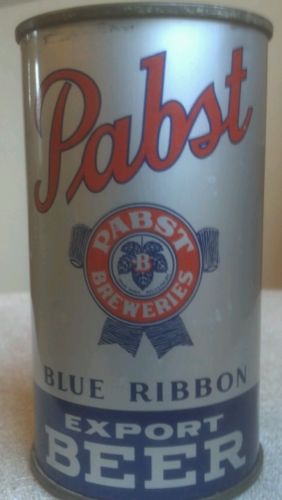 Pabst
PABST
B
BREWERIES
BLUE RIBBON
EXPORT
BEER